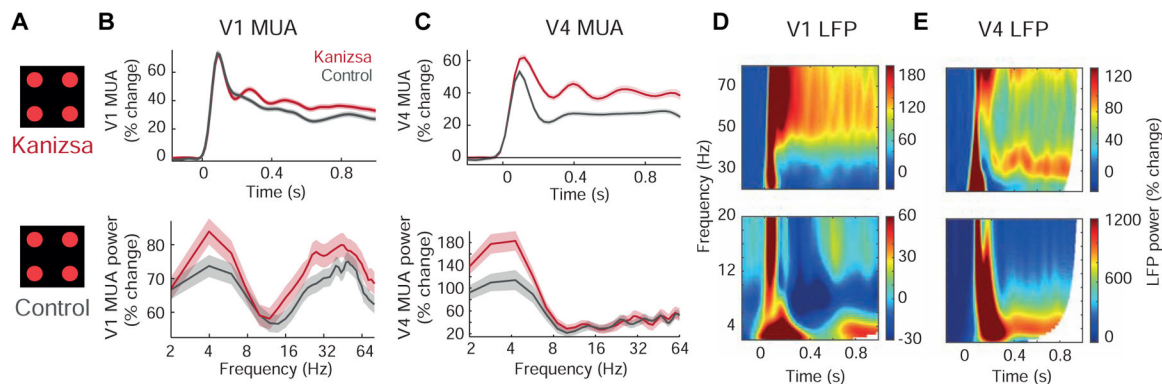 A
B
V1 MUA
C
V4 MUA
D
V1 LFP
E
V4 LFP
Kanizsa
Control
V1 MUA
(% change)
60
40
20
0
Kanizsa
Control
0
0.4
0.8
Time (s)
V4 MUA
(% change)
60
40
20
0
0
0.4
0.8
Time (s)
V1 MUA power
(% change)
80
70
60
2
4
8
16
32
64
Frequency (Hz)
V4 MUA power
(% change)
180
140
100
60
20
2
4
8
16
32
64
Frequency (Hz)
Frequency (Hz)
70
50
30
180
140
100
60
20
0
20
12
4
60
30
0
-30
0
0.4
0.8
Time (s)
120
80
40
0
1200
600
0
0
0.4
0.8
Time (s)
LFP power (% change)